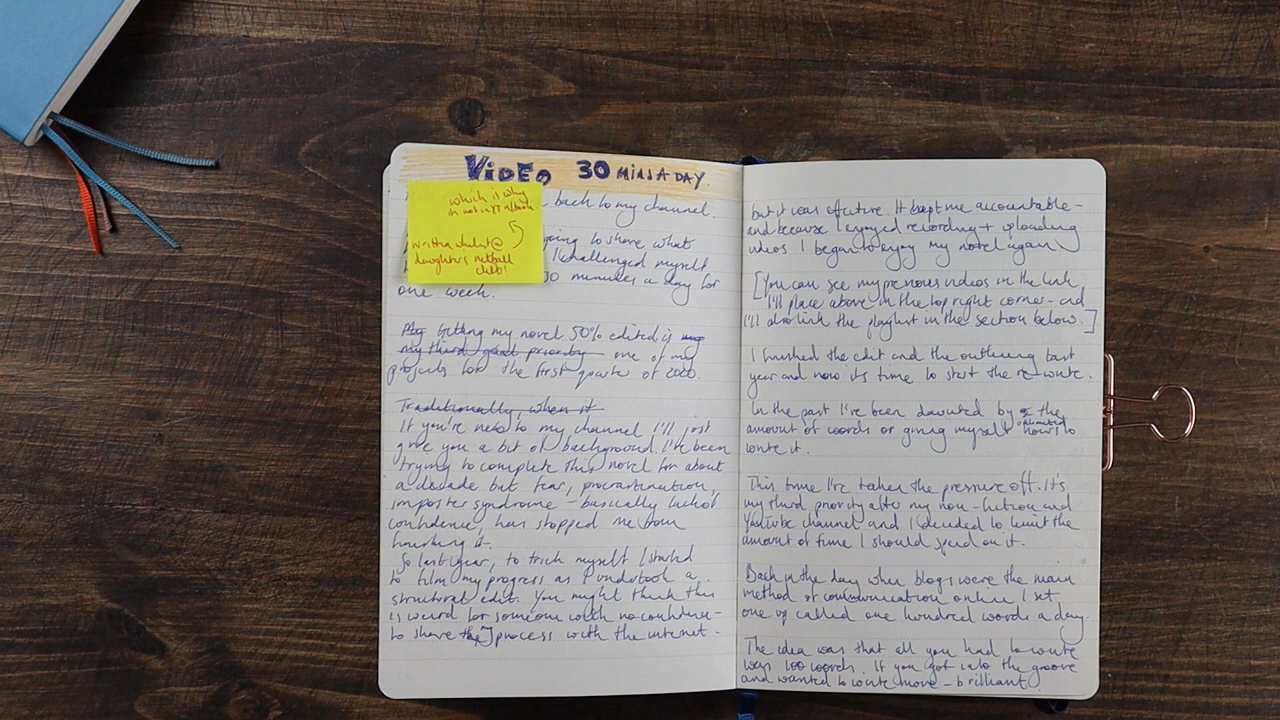 VIDEO 30 MINS A DAY.
which is why
its not in YT
written whilst @
daughter's netball
club!
back to my channel.
going to share what
I challenged myself
30 minutes a day for
one week.
My Getting my novel 50% edited is my
my third goal priority one of my
projects for the first quarter of 2020.
Traditionally, when it
If you're new to my channel I'll just
give you a bit of background. I've been
trying to complete this novel for about
a decade but fear, procrastination,
imposter syndrome – basically lack of
confidence, has stopped me from
finishing it.
So last year, to trick myself I started
to film my progress as I undertook a
structural edit. You might think this
is weird for someone with no confidence –
to share the process with the internet –
but it was effective. It kept me accountable –
and because I enjoyed recording + uploading
videos I began to enjoy my novel again
[You can see my previous videos in the link
I'll place above in the top right corner – and
I'll also link the playlist in the section below.]
I finished the edit and the outlining last
year and now it's time to start the re-write.
In the past I've been daunted by the
amount of words or giving myself unlimited hours to
write it.
This time I've taken the pressure off. It's
my third priority after my non-fiction and
YouTube channel and I decided to limit the
amount of time I should spend on it.
Back in the day when blogs were the main
method of communication online I set
one up called one hundred words a day.
The idea was that all you had to write
was 100 words. If you got into the groove
and wanted to write more – brilliant.